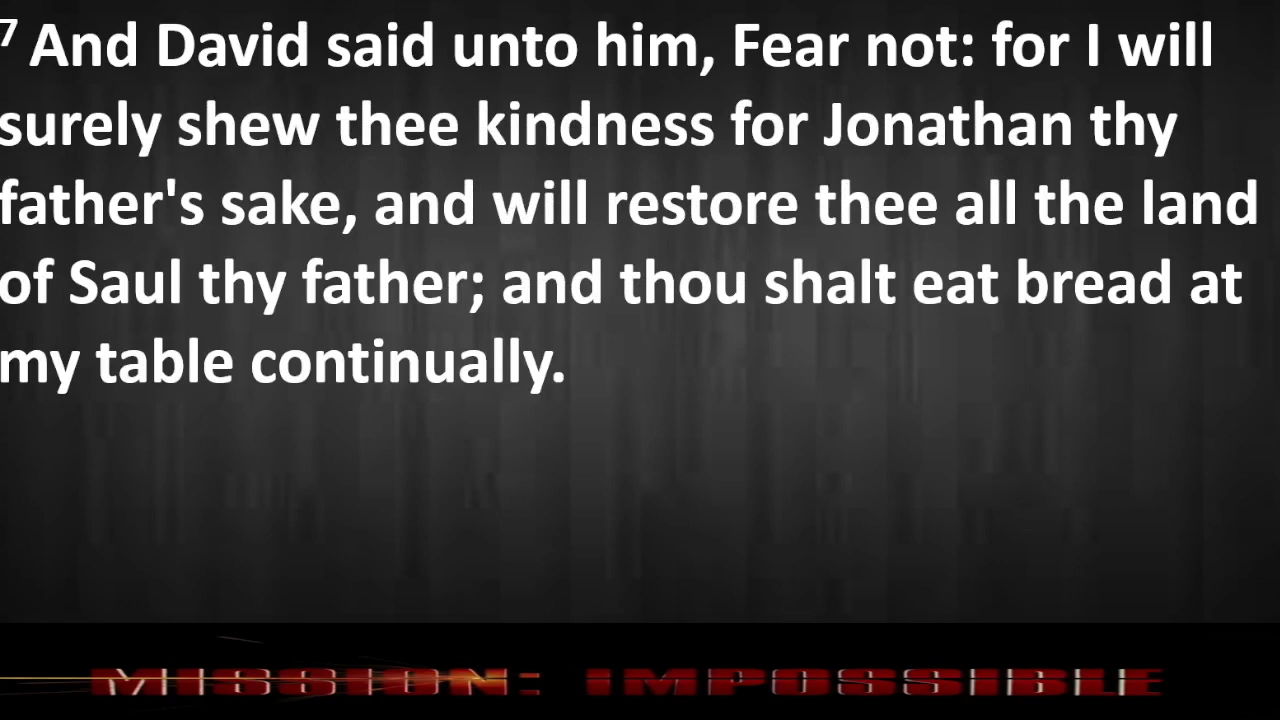 7 And David said unto him, Fear not: for I will
surely shew thee kindness for Jonathan thy
father's sake, and will restore thee all the land
of Saul thy father; and thou shalt eat bread at
my table continually.
MISSION: IMPOSSIBLE